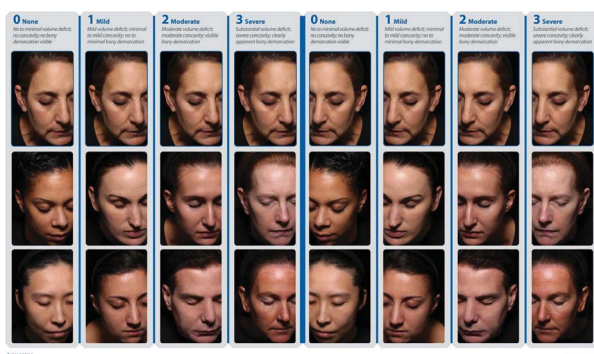 0 None
No to minimal volume deficit;
no concavity; no bony
demarcation visible
1 Mild
Mild volume deficit; minimal
to mild concavity; no to
minimal bony demarcation
2 Moderate
Moderate volume deficit;
moderate concavity; visible
bony demarcation
3 Severe
Substantial volume deficit;
severe concavity; clearly
apparent bony demarcation
0 None
No to minimal volume deficit;
no concavity; no bony
demarcation visible
1 Mild
Mild volume deficit; minimal
to mild concavity; no to
minimal bony demarcation
2 Moderate
Moderate volume deficit;
moderate concavity; visible
bony demarcation
3 Severe
Substantial volume deficit;
severe concavity; clearly
apparent bony demarcation